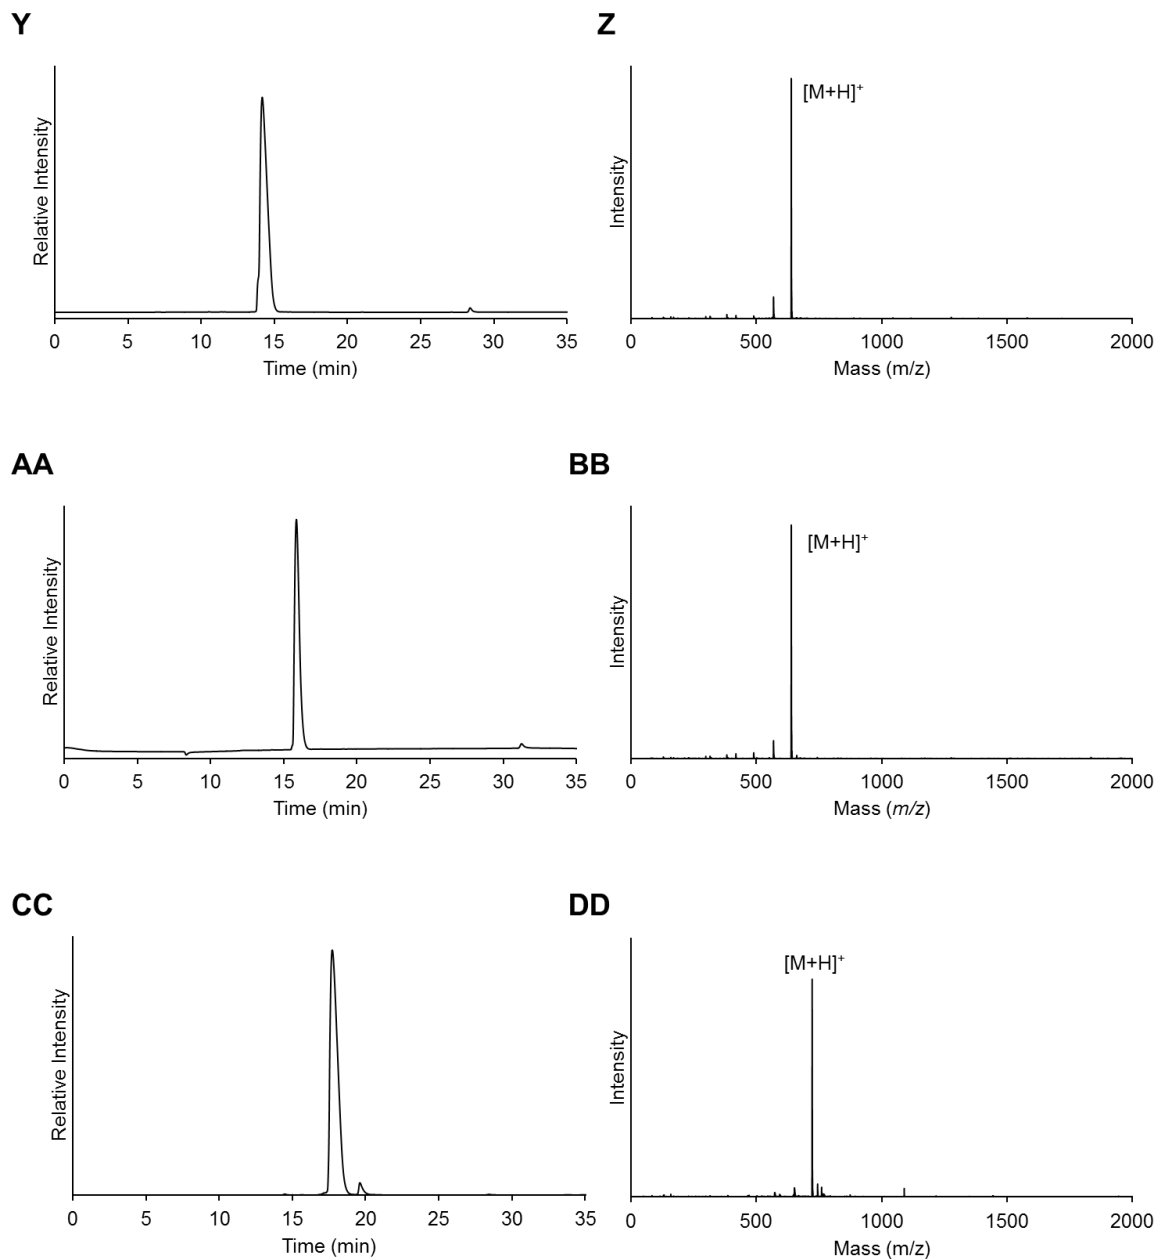 Y
Relative Intensity
0 5 10 15 20 25 30 35
Time (min)
Z
[M+H]⁺
Intensity
0 500 1000 1500 2000
Mass (m/z)
AA
Relative Intensity
0 5 10 15 20 25 30 35
Time (min)
BB
[M+H]⁺
Intensity
0 500 1000 1500 2000
Mass (m/z)
CC
Relative Intensity
0 5 10 15 20 25 30 35
Time (min)
DD
[M+H]⁺
Intensity
0 500 1000 1500 2000
Mass (m/z)